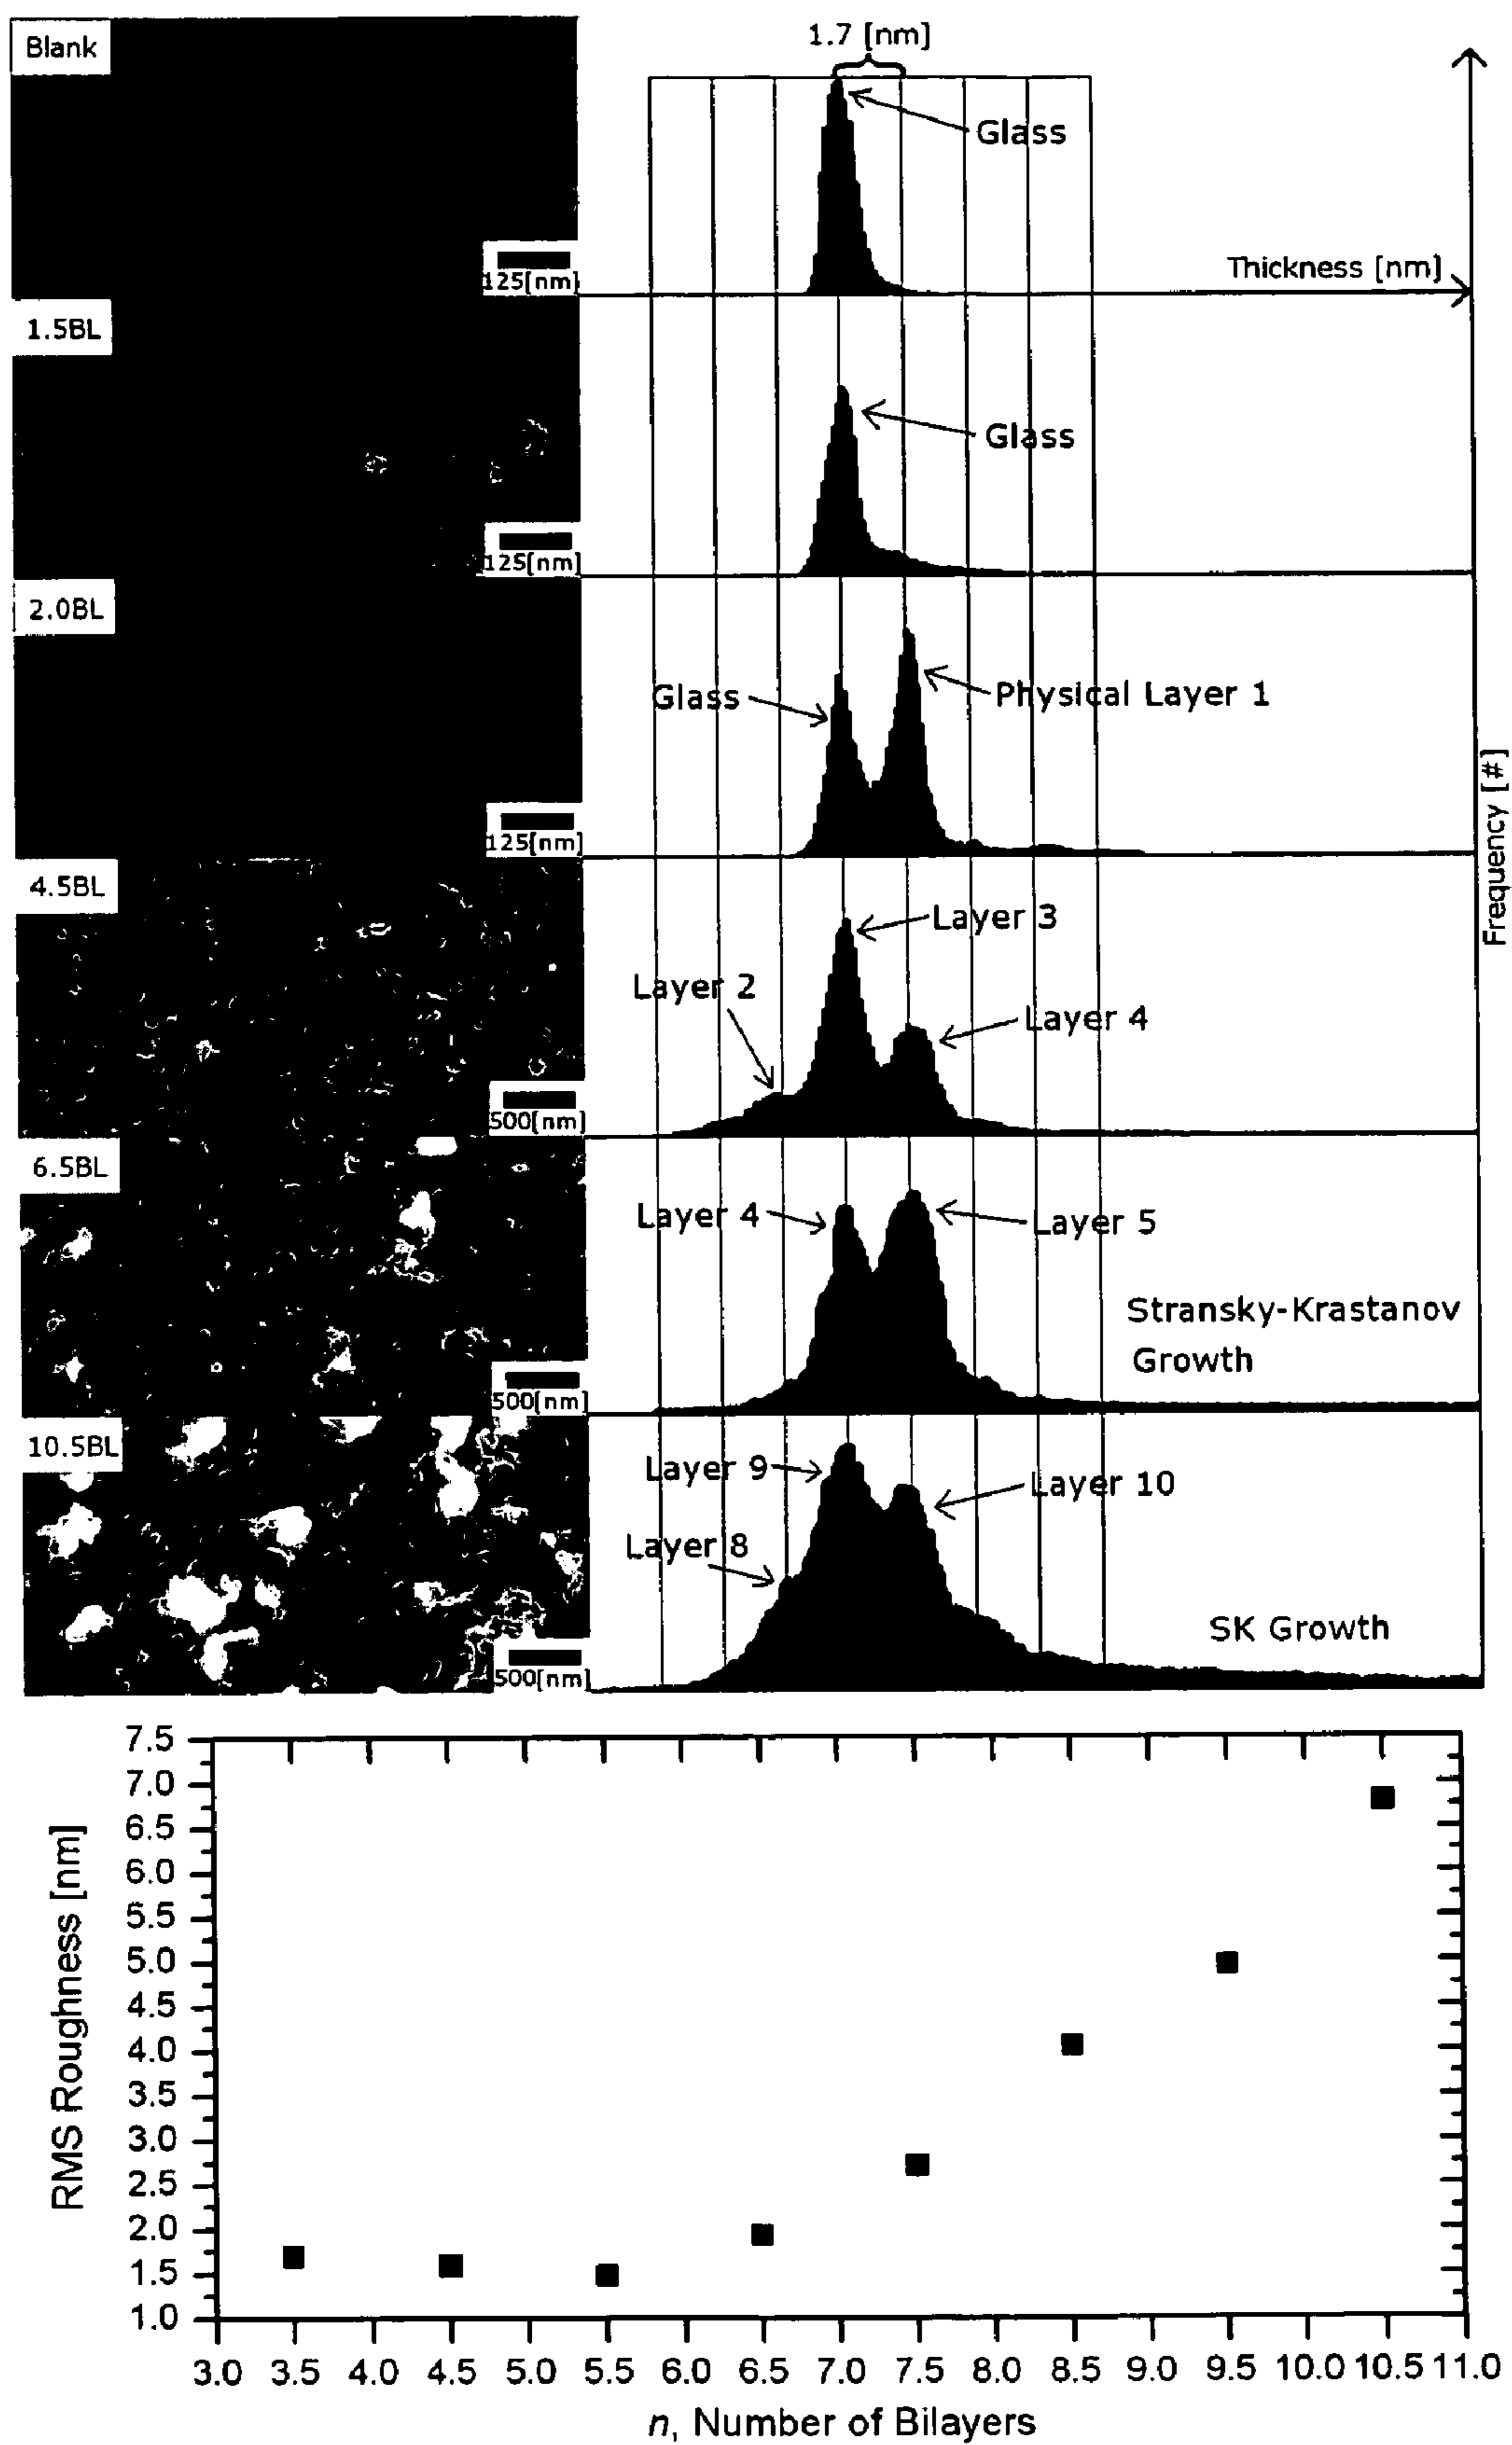 Blank
1.7 [nm]
Glass
Thickness [nm]
125[nm]
1.5BL
Glass
125[nm]
2.0BL
Glass
Physical Layer 1
125[nm]
Frequency [#]
4.5BL
Layer 3
Layer 2
Layer 4
500[nm]
6.5BL
Layer 4
Layer 5
Stransky-Krastanov
Growth
500[nm]
10.5BL
Layer 9
Layer 10
Layer 8
SK Growth
500[nm]
7.5
7.0
6.5
6.0
5.5
5.0
4.5
4.0
3.5
3.0
2.5
2.0
1.5
1.0
RMS Roughness [nm]
3.0 3.5 4.0 4.5 5.0 5.5 6.0 6.5 7.0 7.5 8.0 8.5 9.0 9.5 10.0 10.5 11.0
n, Number of Bilayers